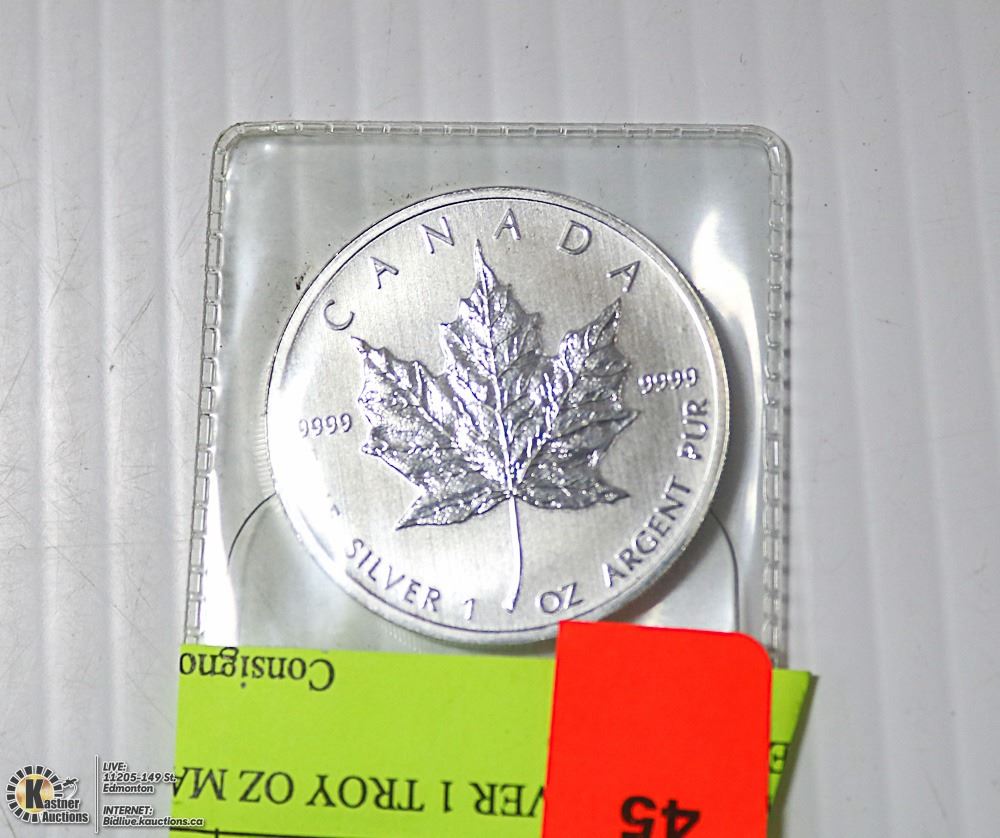 CANADA
9999
9999
SILVER 1 OZ ARGENT PUR
Consigno
VER 1 TROY OZ MA
45
Kastner
Auctions
LIVE:
11205-149 St.
Edmonton
INTERNET:
Bidlive.kauctions.ca